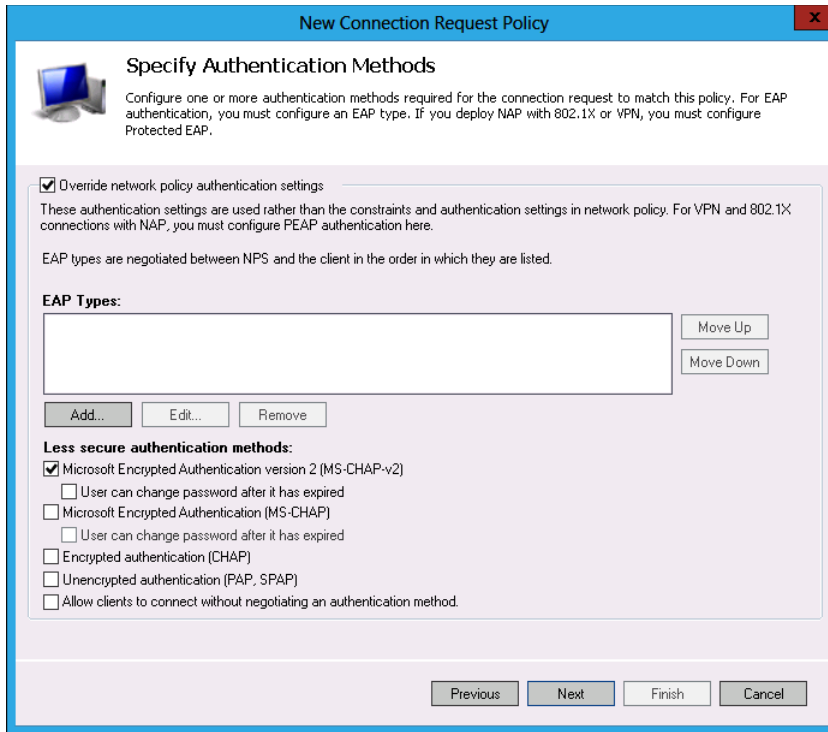 New Connection Request Policy
x
Specify Authentication Methods
Configure one or more authentication methods required for the connection request to match this policy. For EAP
authentication, you must configure an EAP type. If you deploy NAP with 802.1X or VPN, you must configure
Protected EAP.
Override network policy authentication settings
These authentication settings are used rather than the constraints and authentication settings in network policy. For VPN and 802.1X
connections with NAP, you must configure PEAP authentication here.
EAP types are negotiated between NPS and the client in the order in which they are listed.
EAP Types:
Move Up
Move Down
Add...
Edit...
Remove
Less secure authentication methods:
Microsoft Encrypted Authentication version 2 (MS-CHAP-v2)
User can change password after it has expired
Microsoft Encrypted Authentication (MS-CHAP)
User can change password after it has expired
Encrypted authentication (CHAP)
Unencrypted authentication (PAP, SPAP)
Allow clients to connect without negotiating an authentication method.
Previous
Next
Finish
Cancel